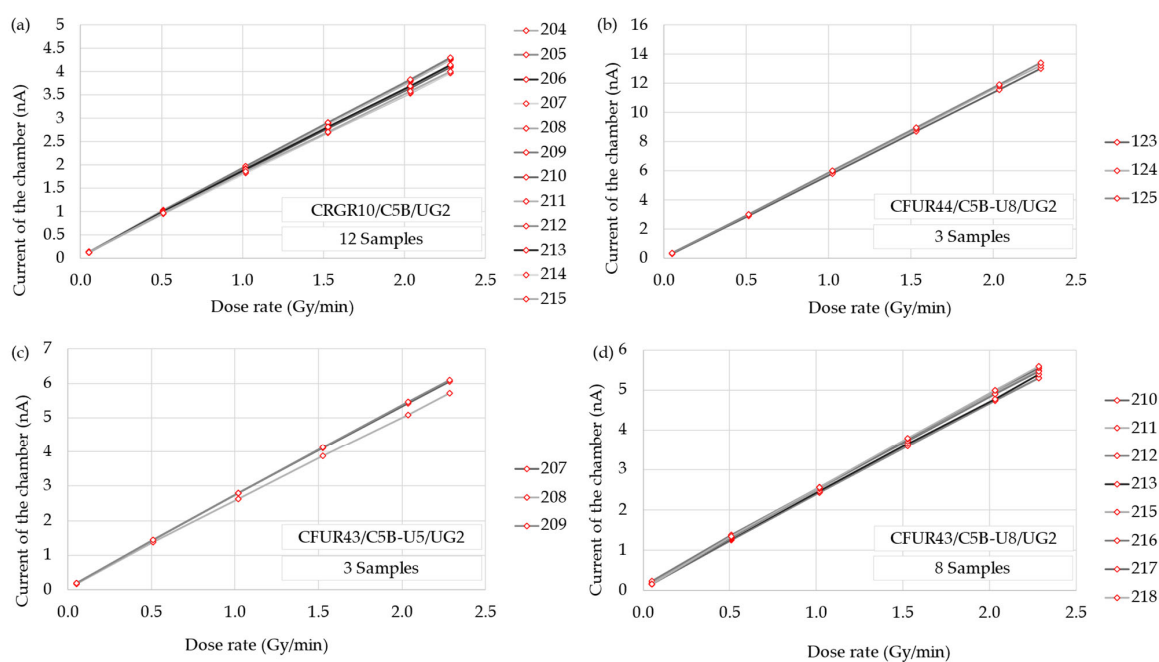 (a)
Current of the chamber (nA)
5
4.5
4
3.5
3
2.5
2
1.5
1
0.5
0
0.0 0.5 1.0 1.5 2.0 2.5
Dose rate (Gy/min)
CRGR10/C5B/UG2
12 Samples
204
205
206
207
208
209
210
211
212
213
214
215
(b)
Current of the chamber (nA)
16
14
12
10
8
6
4
2
0
0.0 0.5 1.0 1.5 2.0 2.5
Dose rate (Gy/min)
CFUR44/C5B-U8/UG2
3 Samples
123
124
125
(c)
Current of the chamber (nA)
7
6
5
4
3
2
1
0
0.0 0.5 1.0 1.5 2.0 2.5
Dose rate (Gy/min)
CFUR43/C5B-U5/UG2
3 Samples
207
208
209
(d)
Current of the chamber (nA)
6
5
4
3
2
1
0
0.0 0.5 1.0 1.5 2.0 2.5
Dose rate (Gy/min)
CFUR43/C5B-U8/UG2
8 Samples
210
211
212
213
215
216
217
218